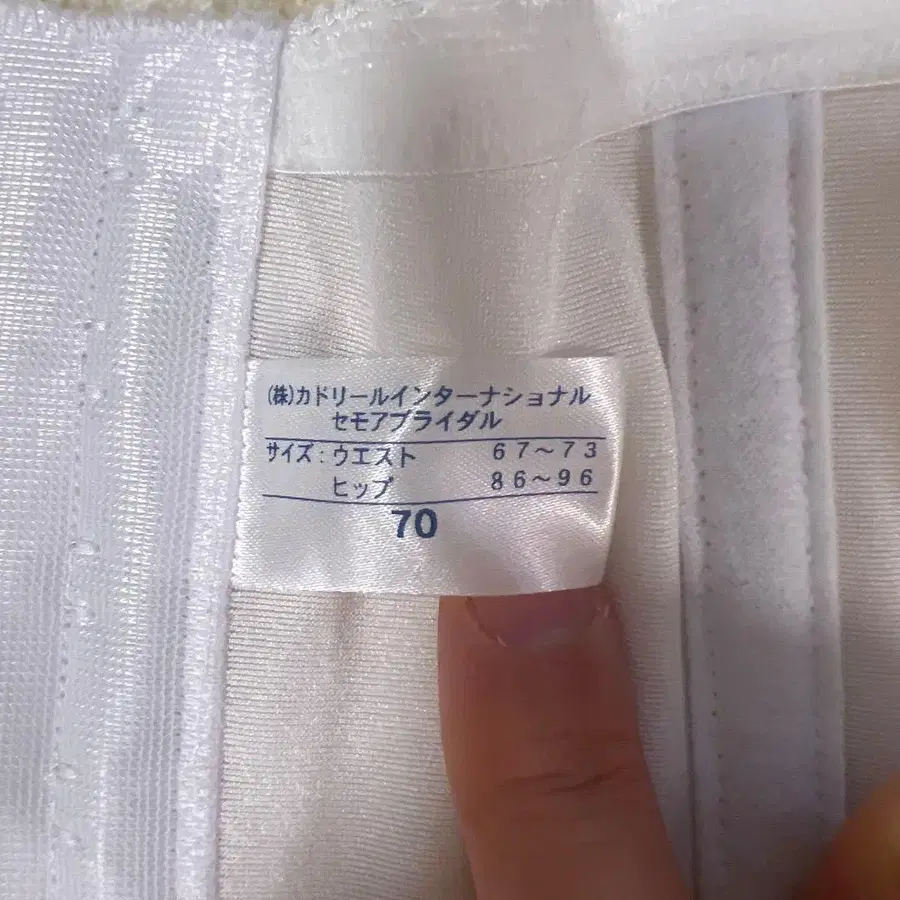 (株)カドリールインターナショナル
セモアブライダル
サイズ:ウエスト 67～73
ヒップ 86～96
70